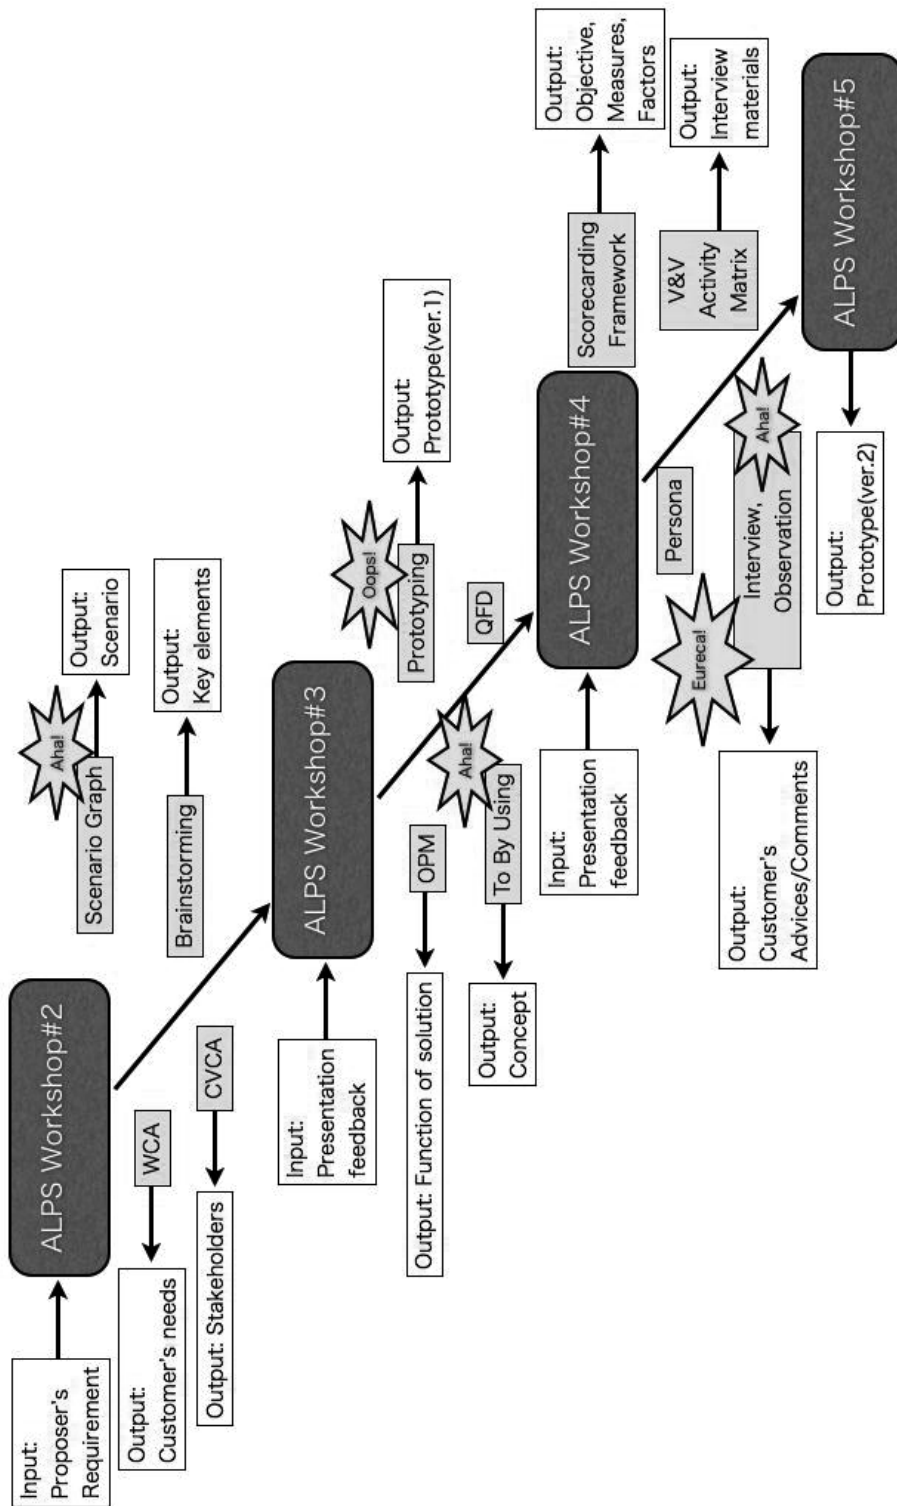 Input:
Proposer's
Requirement
ALPS Workshop#2
Scenario Graph
Aha!
Output:
Scenario
Output:
Customer's needs
WCA
Brainstorming
Output:
Key elements
Output: Stakeholders
CVCA
Input:
Presentation
feedback
ALPS Workshop#3
Oops!
Prototyping
Output:
Prototype(ver.1)
Output: Function of solution
OPM
QFD
Aha!
To By Using
Output:
Concept
Input:
Presentation
feedback
ALPS Workshop#4
Scorecarding
Framework
Output:
Objective,
Measures,
Factors
Persona
V&V
Activity
Matrix
Output:
Interview
materials
Eureca!
Interview,
Observation
Aha!
Output:
Customer's
Advices/Comments
Output:
Prototype(ver.2)
ALPS Workshop#5